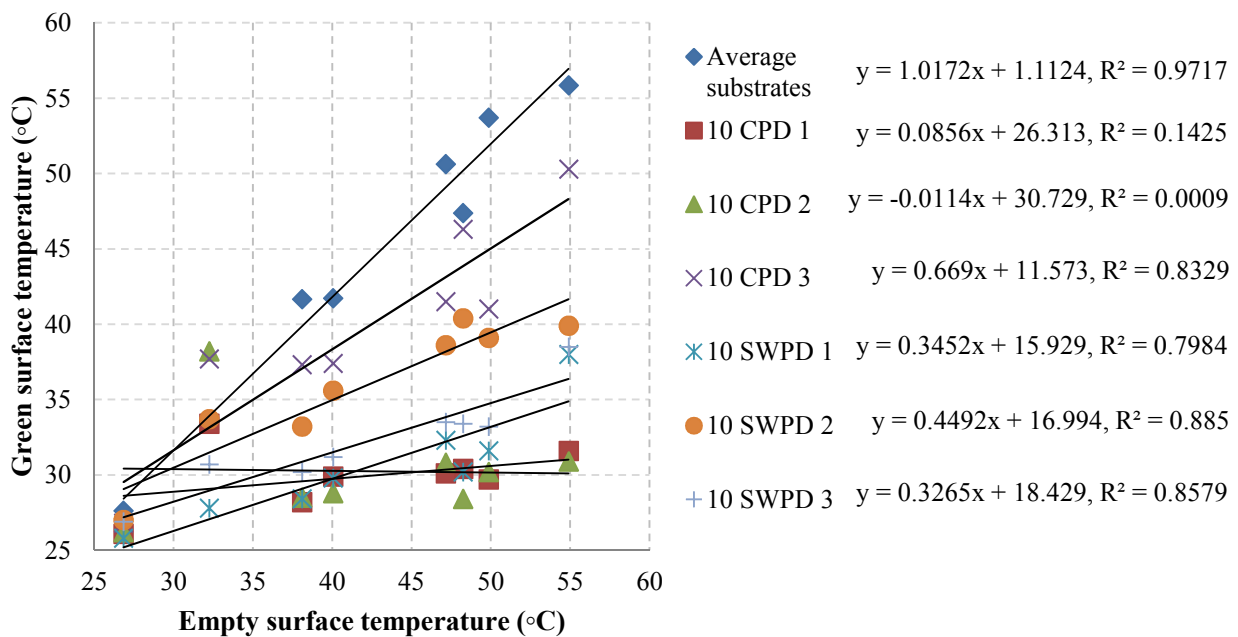 60
55
50
45
40
35
30
25
Green surface temperature (◦C)
25 30 35 40 45 50 55 60
Empty surface temperature (◦C)
Average
substrates
y = 1.0172x + 1.1124, R² = 0.9717
10 CPD 1
y = 0.0856x + 26.313, R² = 0.1425
10 CPD 2
y = -0.0114x + 30.729, R² = 0.0009
10 CPD 3
y = 0.669x + 11.573, R² = 0.8329
10 SWPD 1
y = 0.3452x + 15.929, R² = 0.7984
10 SWPD 2
y = 0.4492x + 16.994, R² = 0.885
10 SWPD 3
y = 0.3265x + 18.429, R² = 0.8579